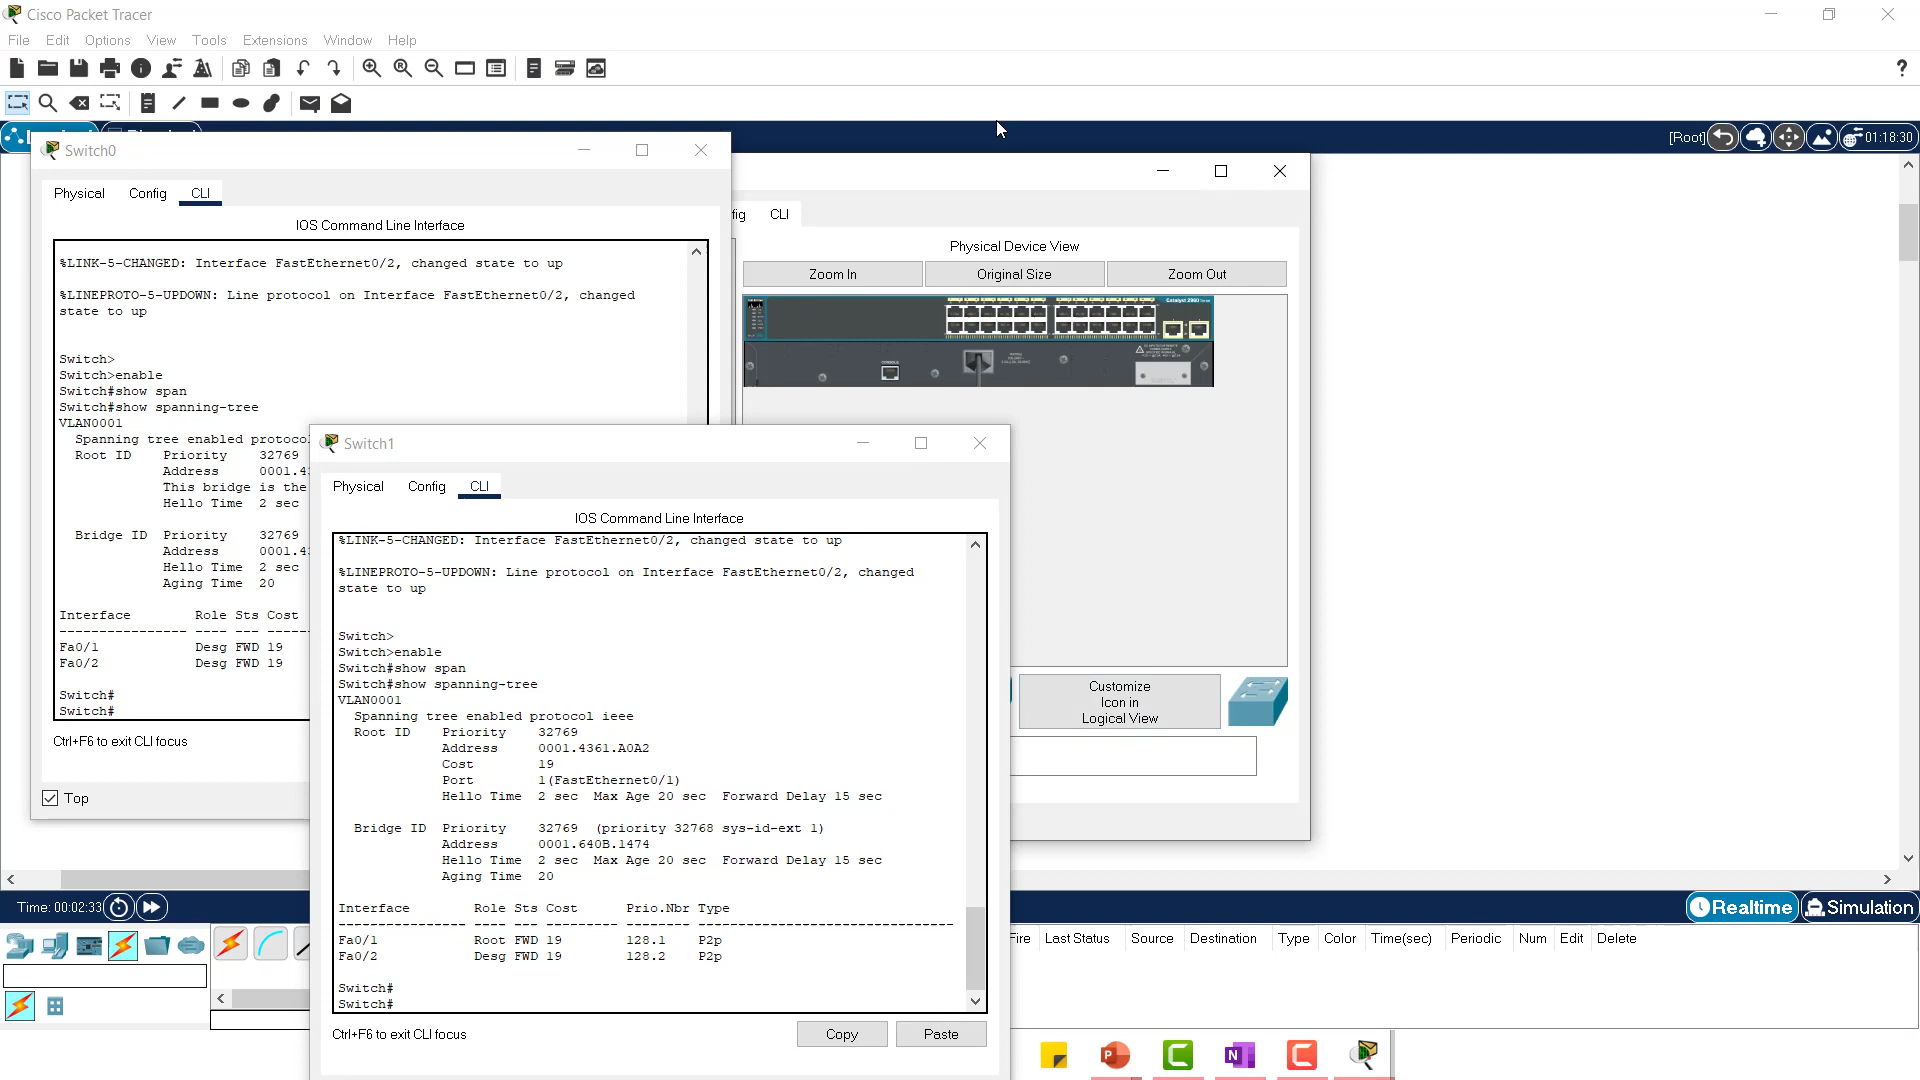 Cisco Packet Tracer
File Edit Options View Tools Extensions Window Help
[Root] 01:18:30
Switch0
Physical Config CLI
IOS Command Line Interface
%LINK-5-CHANGED: Interface FastEthernet0/2, changed state to up
%LINEPROTO-5-UPDOWN: Line protocol on Interface FastEthernet0/2, changed
state to up
Switch>
Switch>enable
Switch#show span
Switch#show spanning-tree
VLAN0001
Spanning tree enabled protoco
Root ID Priority 32769
Address 0001.43
This bridge is the
Hello Time 2 sec
Bridge ID Priority 32769
Address 0001.43
Hello Time 2 sec
Aging Time 20
Interface Role Sts Cost
---------------- ---- --- -----
Fa0/1 Desg FWD 19
Fa0/2 Desg FWD 19
Switch#
Switch#
Ctrl+F6 to exit CLI focus
Top
fig CLI
Physical Device View
Zoom In Original Size Zoom Out
Catalyst 2960
CONSOLE
Customize
Icon in
Logical View
Switch1
Physical Config CLI
IOS Command Line Interface
%LINK-5-CHANGED: Interface FastEthernet0/2, changed state to up
%LINEPROTO-5-UPDOWN: Line protocol on Interface FastEthernet0/2, changed
state to up
Switch>
Switch>enable
Switch#show span
Switch#show spanning-tree
VLAN0001
Spanning tree enabled protocol ieee
Root ID Priority 32769
Address 0001.4361.A0A2
Cost 19
Port 1(FastEthernet0/1)
Hello Time 2 sec Max Age 20 sec Forward Delay 15 sec
Bridge ID Priority 32769 (priority 32768 sys-id-ext 1)
Address 0001.640B.1474
Hello Time 2 sec Max Age 20 sec Forward Delay 15 sec
Aging Time 20
Interface Role Sts Cost Prio.Nbr Type
---------------- ---- --- --------- -------- --------------------------------
Fa0/1 Root FWD 19 128.1 P2p
Fa0/2 Desg FWD 19 128.2 P2p
Switch#
Switch#
Ctrl+F6 to exit CLI focus
Copy Paste
Time: 00:02:33
Realtime Simulation
Fire Last Status Source Destination Type Color Time(sec) Periodic Num Edit Delete